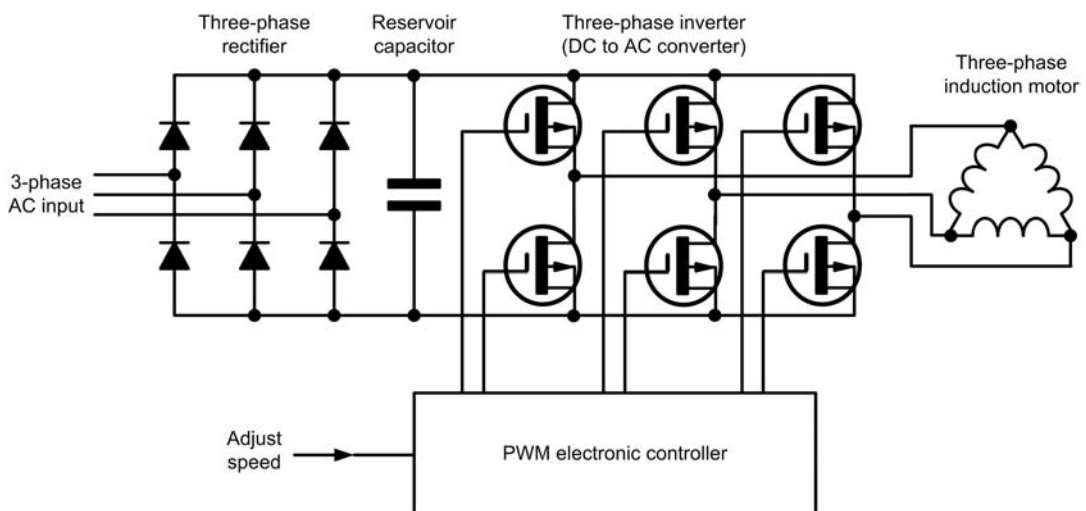 Three-phase
rectifier
Reservoir
capacitor
Three-phase inverter
(DC to AC converter)
Three-phase
induction motor
3-phase
AC input
Adjust
speed
PWM electronic controller